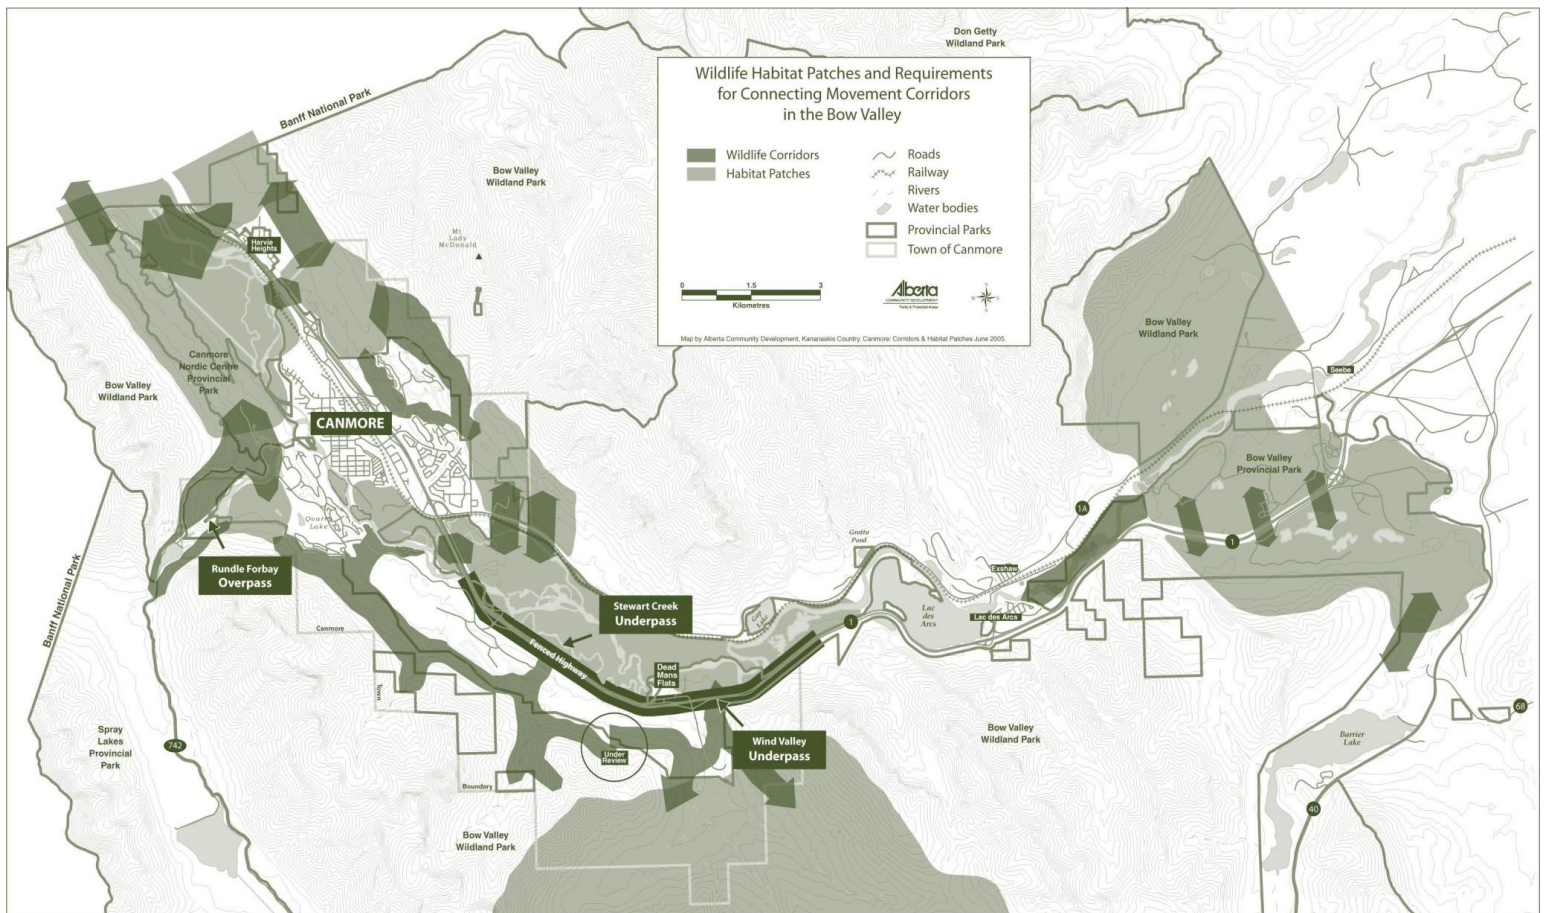 Don Getty
Wildland Park
Wildlife Habitat Patches and Requirements
for Connecting Movement Corridors
in the Bow Valley
Wildlife Corridors
Habitat Patches
Roads
Railway
Rivers
Water bodies
Provincial Parks
Town of Canmore
0 1.5 3
Kilometres
Alberta
COMMUNITY DEVELOPMENT
Parks & Protected Areas
N
E
S
W
Map by Alberta Community Development, Kananaskis Country, Canmore: Corridors & Habitat Patches June 2005.
Banff National Park
Bow Valley
Wildland Park
Mt
Lady
McDonald
Harvie
Heights
Canmore
Nordic Centre
Provincial
Park
Bow Valley
Wildland Park
CANMORE
Quarry
Lake
Rundle Forbay
Overpass
Banff National Park
Canmore
Town
Boundary
Stewart Creek
Underpass
Fenced Highway
Dead
Mans
Flats
Wind Valley
Underpass
Under
Review
Spray
Lakes
Provincial
Park
742
Bow Valley
Wildland Park
Grotto
Pond
Gap
Lake
1
Lac
des
Arcs
Exshaw
Lac des Arcs
1A
Bow Valley
Wildland Park
Seebe
Bow Valley
Provincial Park
1
Bow Valley
Wildland Park
Barrier
Lake
68
40